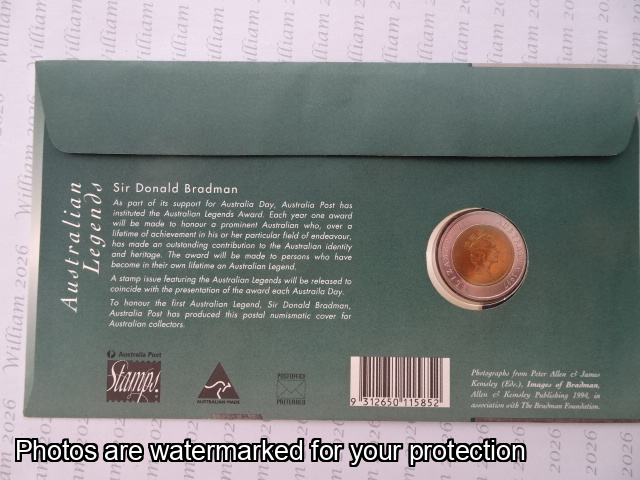 Australian
Legends
Sir Donald Bradman
As part of its support for Australia Day, Australia Post has
instituted the Australian Legends Award. Each year one award
will be made to honour a prominent Australian who, over a
lifetime of achievement in his or her particular field of endeavour,
has made an outstanding contribution to the Australian identity
and heritage. The award will be made to persons who have
become in their own lifetime an Australian Legend.
A stamp issue featuring the Australian Legends will be released to
coincide with the presentation of the award each Austraila Day.
To honour the first Australian Legend, Sir Donald Bradman,
Australia Post has produced this postal numismatic cover for
Australian collectors.
Australia Post
Stamp!
AUSTRALIAN MADE
POSTOFFICE
PREFERRED
9 312650 115852
Photographs from Peter Allen & James
Kemsley (Eds.), Images of Bradman,
Allen & Kemsley Publishing 1994, in
association with The Bradman Foundation.
William 2026
Photos are watermarked for your protection